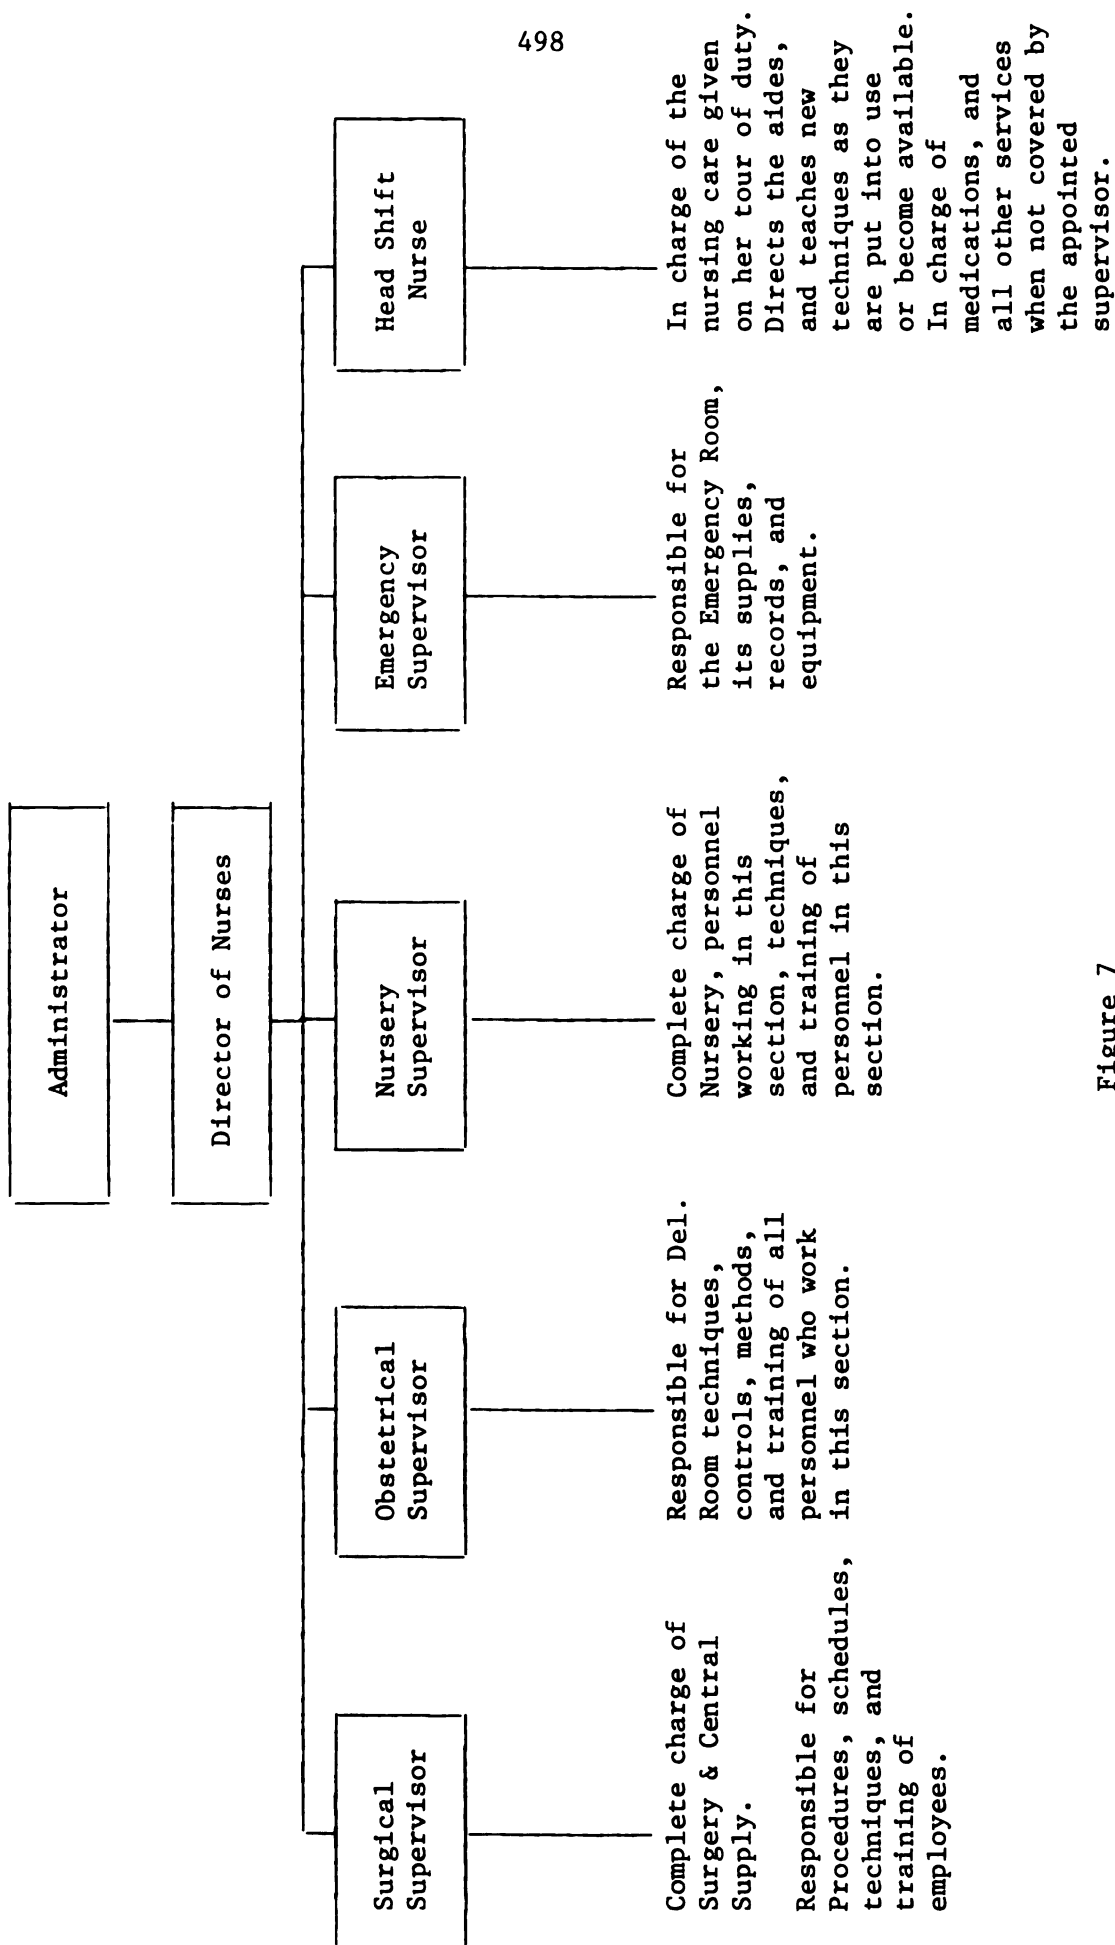 498
Administrator
Director of Nurses
Surgical
Supervisor
Complete charge of
Surgery & Central
Supply.
Responsible for
Procedures, schedules,
techniques, and
training of
employees.
Obstetrical
Supervisor
Responsible for Del.
Room techniques,
controls, methods,
and training of all
personnel who work
in this section.
Nursery
Supervisor
Complete charge of
Nursery, personnel
working in this
section, techniques,
and training of
personnel in this
section.
Emergency
Supervisor
Responsible for
the Emergency Room,
its supplies,
records, and
equipment.
Head Shift
Nurse
In charge of the
nursing care given
on her tour of duty.
Directs the aides,
and teaches new
techniques as they
are put into use
or become available.
In charge of
medications, and
all other services
when not covered by
the appointed
supervisor.
Figure 7